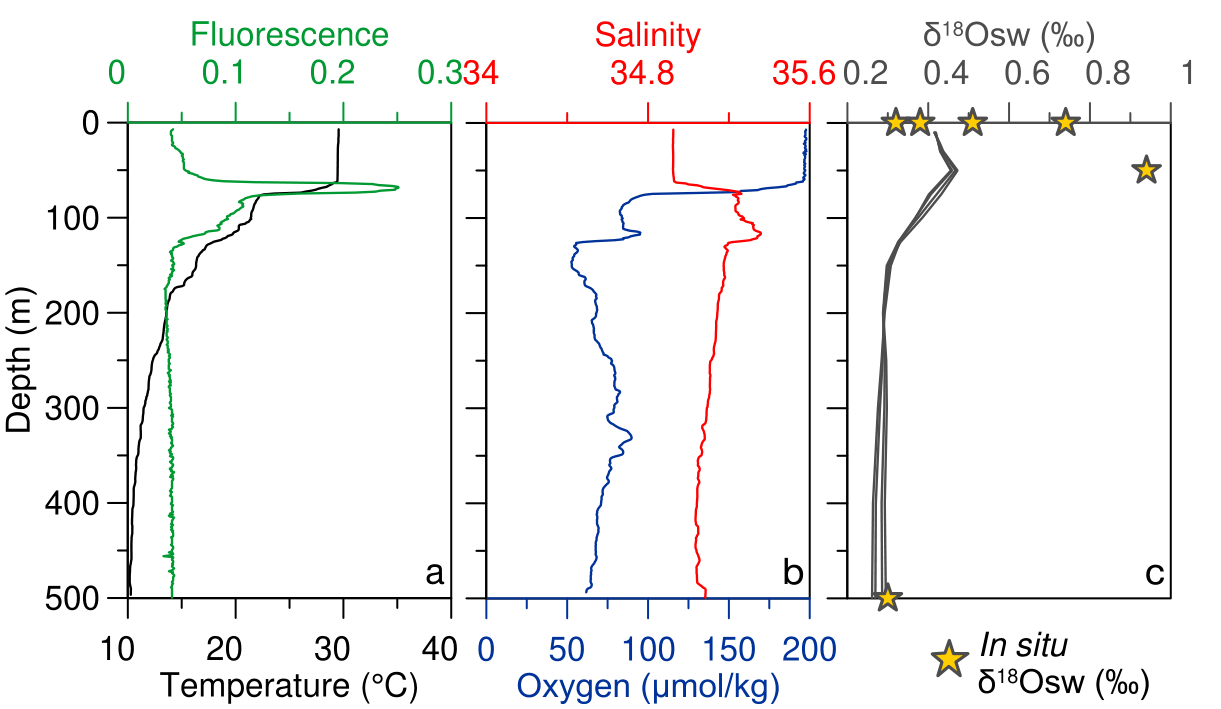 Fluorescence Salinity δ¹⁸Osw (‰)
0 0.1 0.2 0.3 34 34.8 35.6 0.2 0.4 0.6 0.8 1
0
100
200
300
400
500
Depth (m)
a b c
10 20 30 40 0 50 100 150 200
Temperature (°C) Oxygen (μmol/kg)
In situ
δ¹⁸Osw (‰)